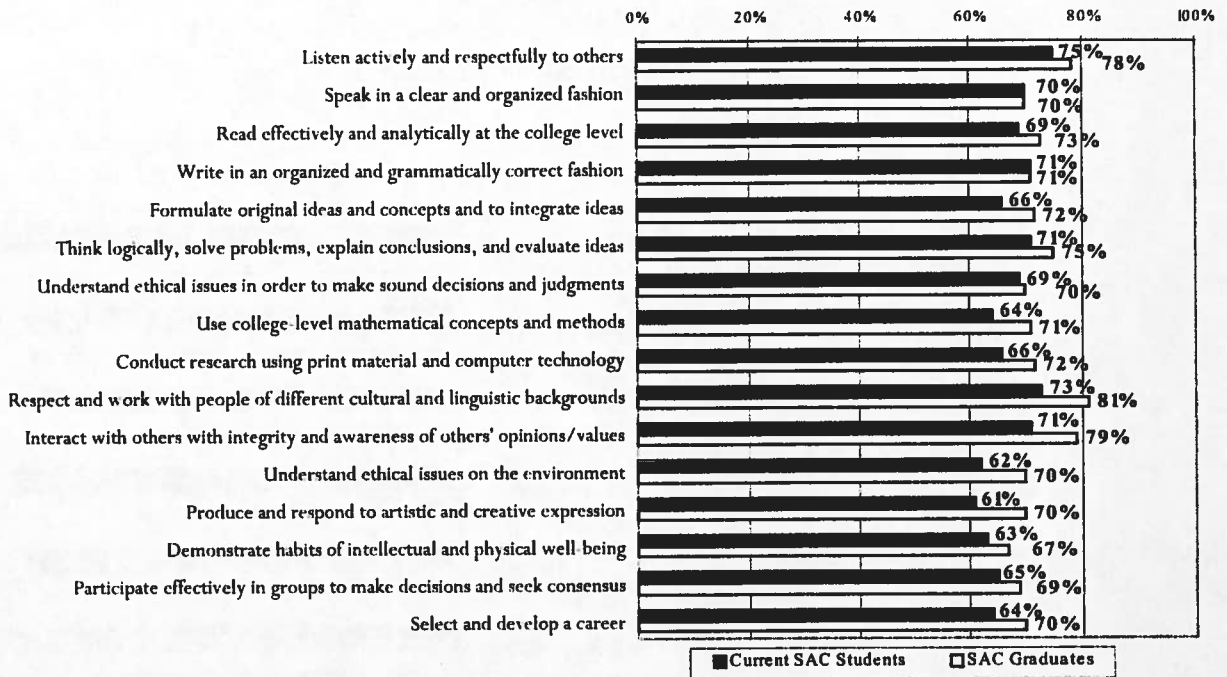 0% 20% 40% 60% 80% 100%
Listen actively and respectfully to others 75%
78%
Speak in a clear and organized fashion 70%
70%
Read effectively and analytically at the college level 69%
73%
Write in an organized and grammatically correct fashion 71%
71%
Formulate original ideas and concepts and to integrate ideas 66%
72%
Think logically, solve problems, explain conclusions, and evaluate ideas 71%
75%
Understand ethical issues in order to make sound decisions and judgments 69%
70%
Use college-level mathematical concepts and methods 64%
71%
Conduct research using print material and computer technology 66%
72%
Respect and work with people of different cultural and linguistic backgrounds 73%
81%
Interact with others with integrity and awareness of others' opinions/values 71%
79%
Understand ethical issues on the environment 62%
70%
Produce and respond to artistic and creative expression 61%
70%
Demonstrate habits of intellectual and physical well-being 63%
67%
Participate effectively in groups to make decisions and seek consensus 65%
69%
Select and develop a career 64%
70%
Current SAC Students SAC Graduates